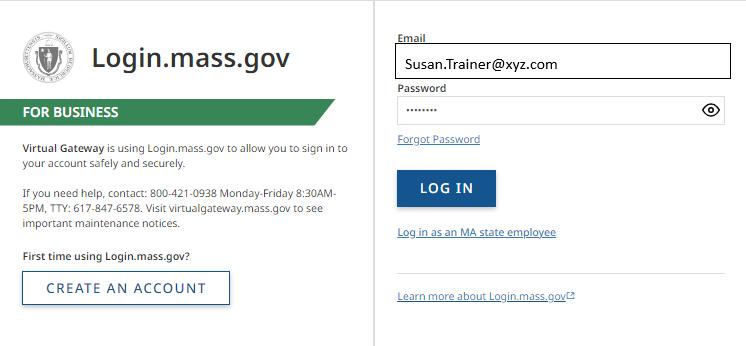 Login.mass.gov
FOR BUSINESS
Virtual Gateway is using Login.mass.gov to allow you to sign in to
your account safely and securely.
If you need help, contact: 800-421-0938 Monday-Friday 8:30AM-
5PM, TTY: 617-847-6578. Visit virtualgateway.mass.gov to see
important maintenance notices.
First time using Login.mass.gov?
CREATE AN ACCOUNT
Email
Susan.Trainer@xyz.com
Password
••••••••
Forgot Password
LOG IN
Log in as an MA state employee
Learn more about Login.mass.gov